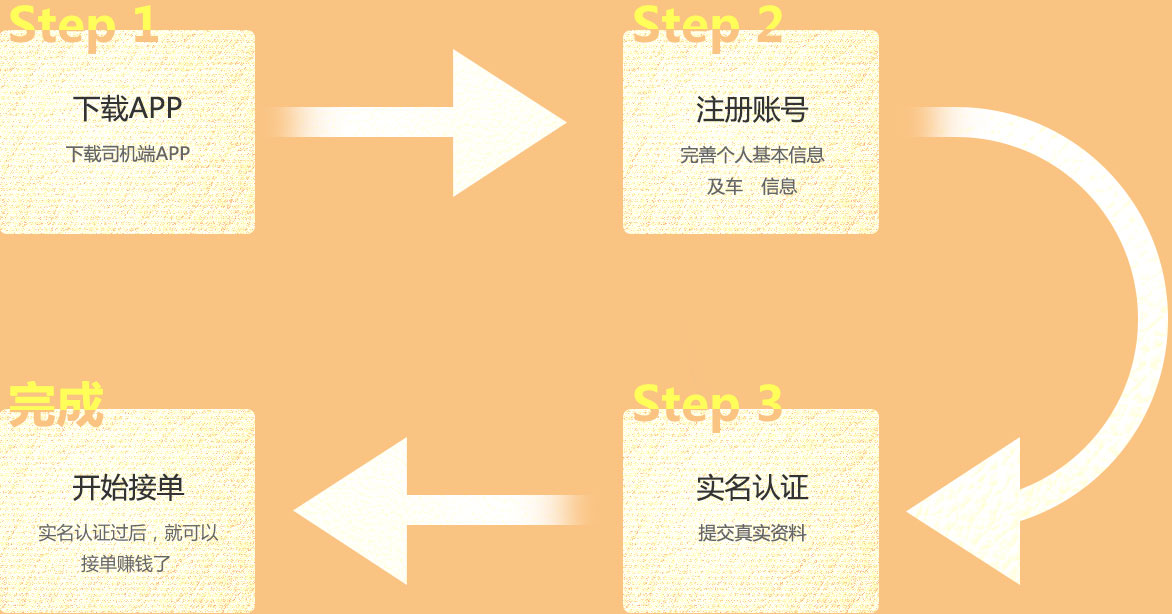 Step 1
下载APP
下载司机端APP
Step 2
注册账号
完善个人基本信息
及车 信息
Step 3
实名认证
提交真实资料
完成
开始接单
实名认证过后，就可以
接单赚钱了